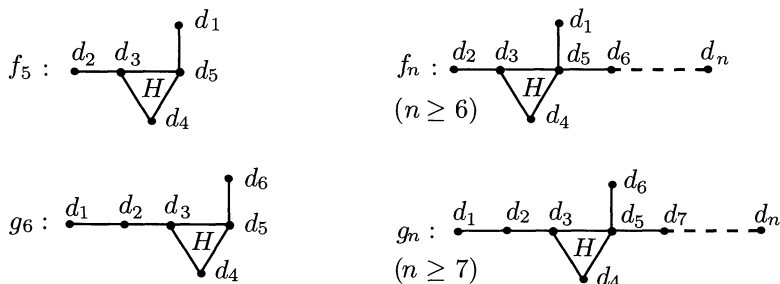 d₁
d₁
d₂ d₃
d₂ d₃ d₅ d₆ dₙ
f₅ : H d₅
fₙ : H
(n ≥ 6)
d₄
d₄
d₆
d₆
d₁ d₂ d₃
d₁ d₂ d₃ d₅ d₇ dₙ
g₆ : H d₅
gₙ : H
(n ≥ 7)
d₄
d₄